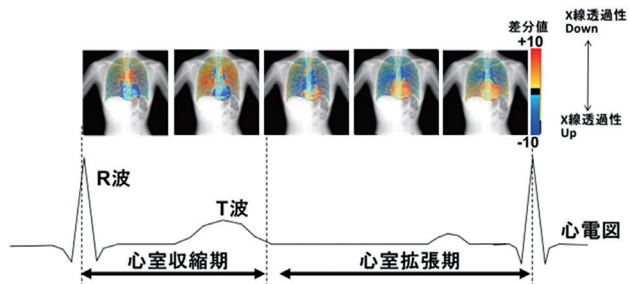 差分値
+10
-10
X線透過性
Down
X線透過性
Up
R波
T波
心電図
心室収縮期
心室拡張期